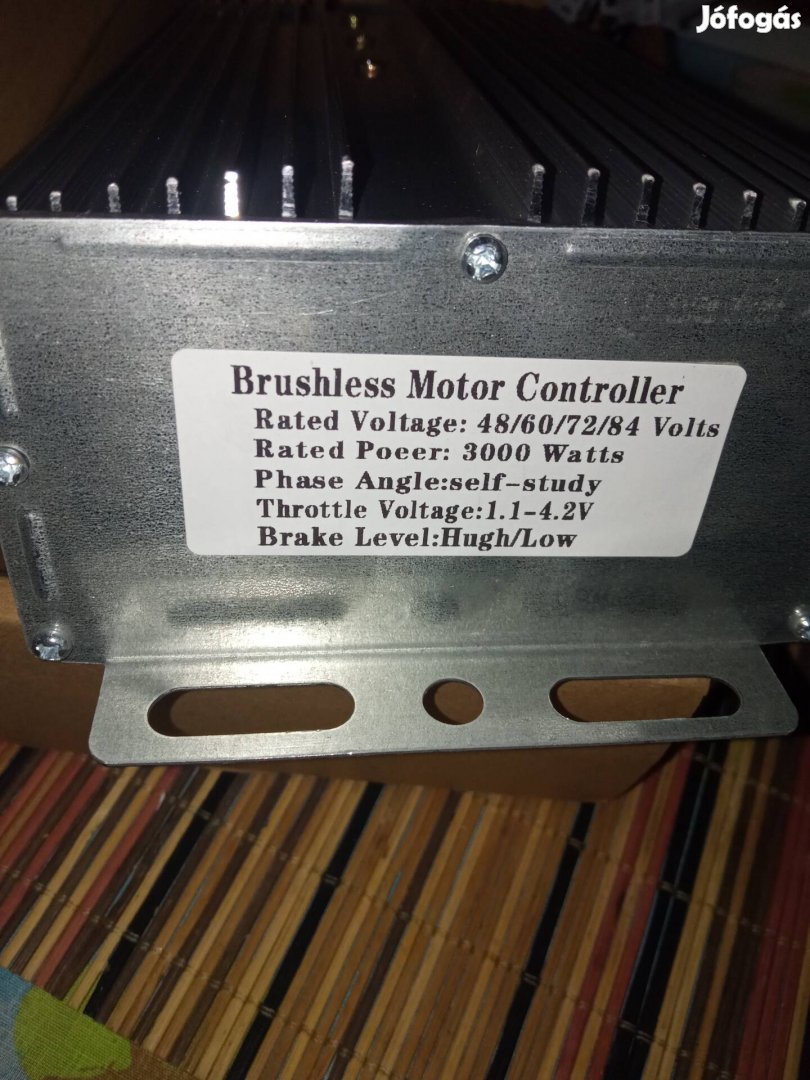 Jófogás
Brushless Motor Controller
Rated Voltage: 48/60/72/84 Volts
Rated Poeer: 3000 Watts
Phase Angle:self-study
Throttle Voltage:1.1-4.2V
Brake Level:Hugh/Low